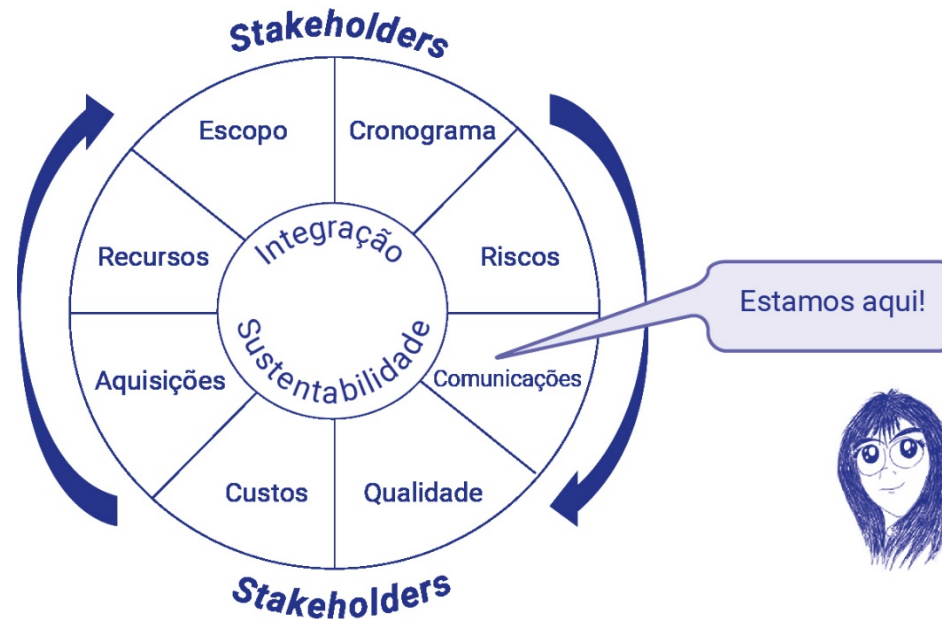 Stakeholders
Escopo
Cronograma
Recursos
Integração
Riscos
Estamos aqui!
Aquisições
Sustentabilidade
Comunicações
Custos
Qualidade
Stakeholders